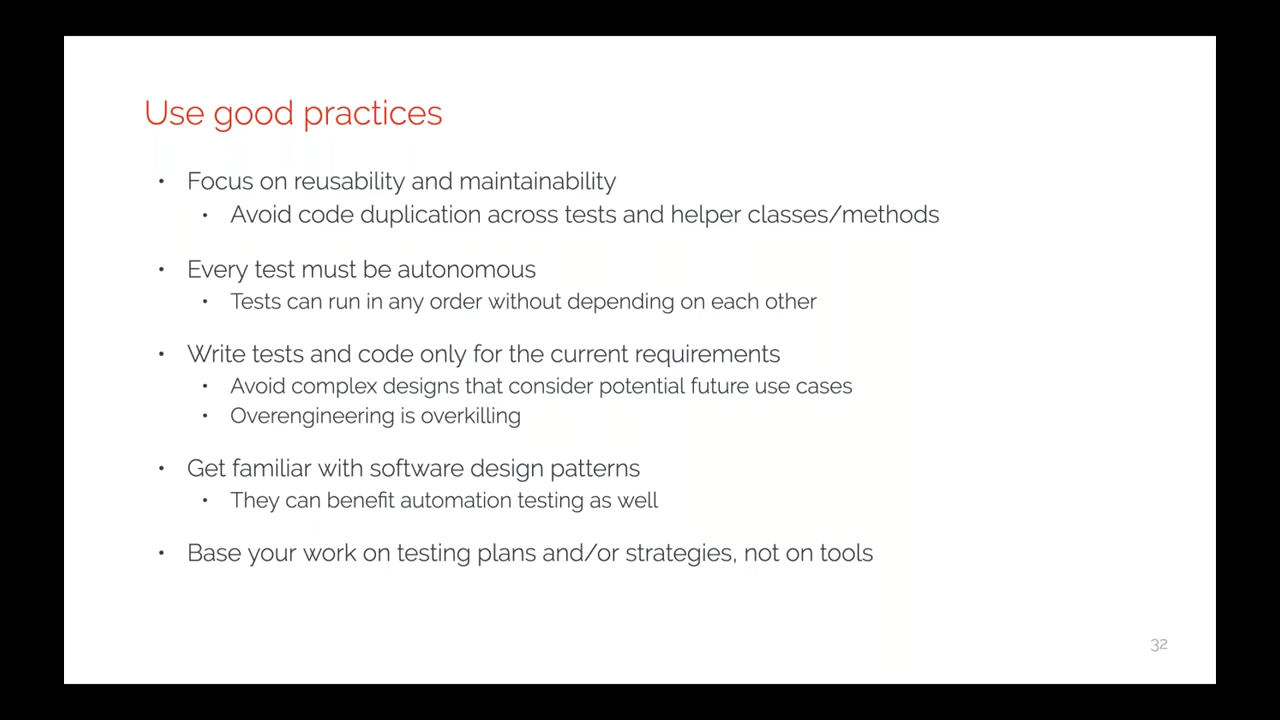 Use good practices
• Focus on reusability and maintainability
• Avoid code duplication across tests and helper classes/methods
• Every test must be autonomous
• Tests can run in any order without depending on each other
• Write tests and code only for the current requirements
• Avoid complex designs that consider potential future use cases
• Overengineering is overkilling
• Get familiar with software design patterns
• They can benefit automation testing as well
• Base your work on testing plans and/or strategies, not on tools
32